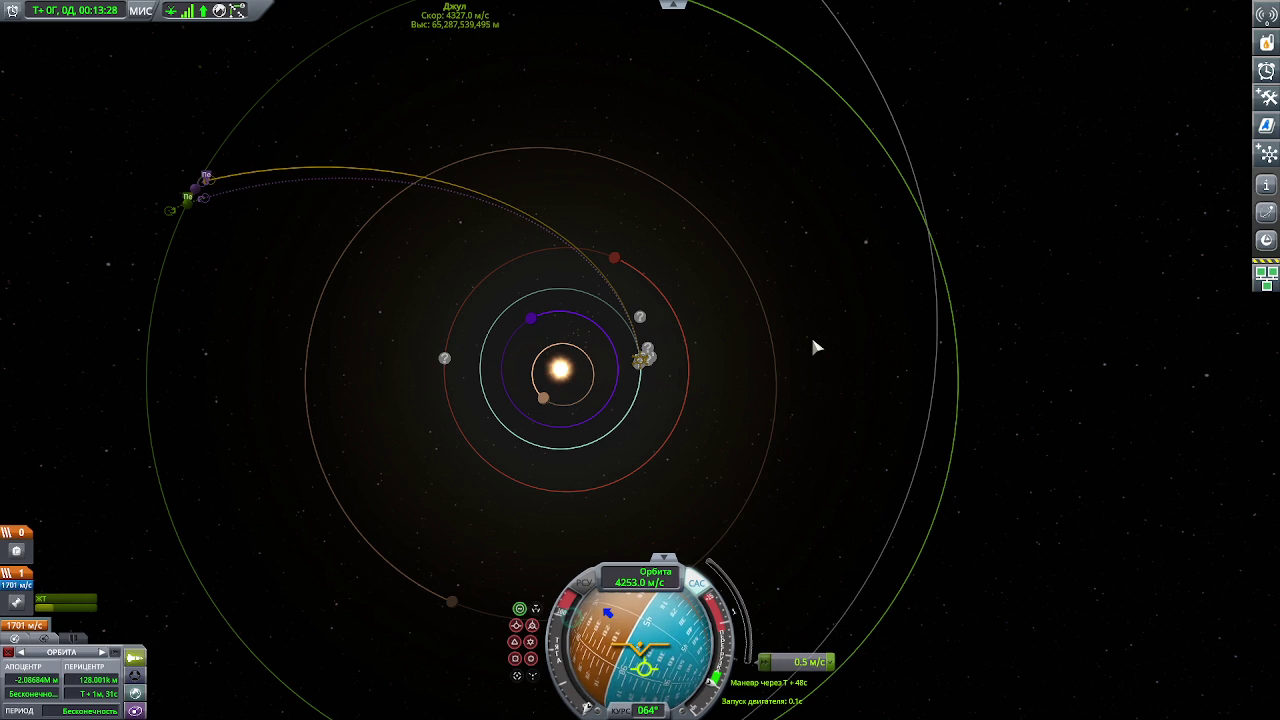 T+ 0Г, 0Д, 00:13:28
МИС
Джул
Скор: 4327.0 м/с
Выс: 65,287,539,495 м
Пе
Пе
0
1
1701 м/с
ЖТ
1701 м/с
ОРБИТА
АПОЦЕНТР
ПЕРИЦЕНТР
-2.08684М м
128.001k м
Бесконечно...
T + 1м, 31с
ПЕРИОД
Бесконечность
РСУ
Орбита
4253.0 м/с
САС
45
КУРС
064°
0.5 м/с
Маневр через T + 48с
Запуск двигателя: 0.1с